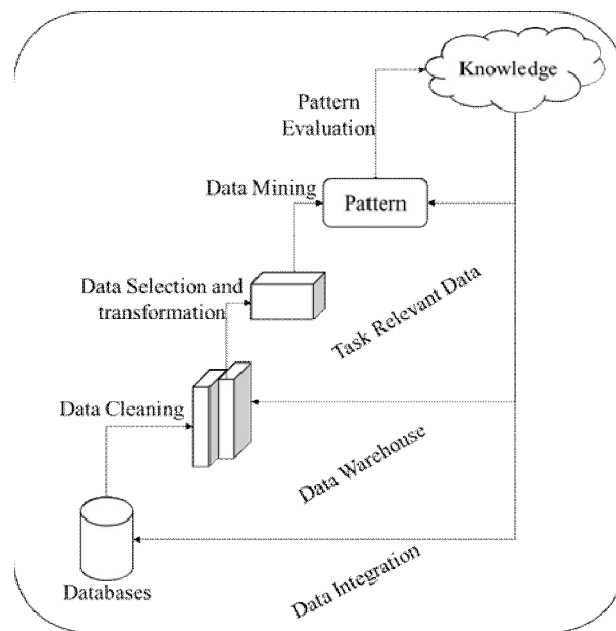 Knowledge
Pattern
Evaluation
Data Mining
Pattern
Data Selection and
transformation
Task Relevant Data
Data Cleaning
Data Warehouse
Databases
Data Integration